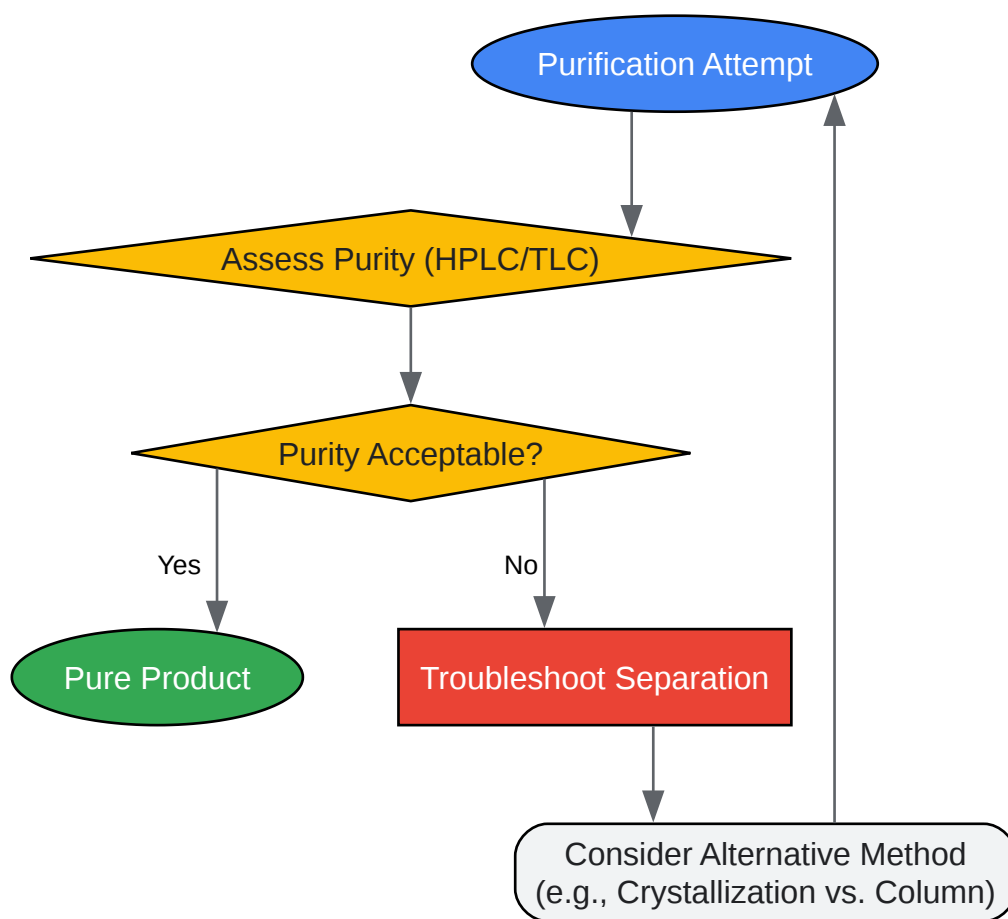 Purification Attempt
Assess Purity (HPLC/TLC)
Purity Acceptable?
Yes
No
Pure Product
Troubleshoot Separation
Consider Alternative Method
(e.g., Crystallization vs. Column)